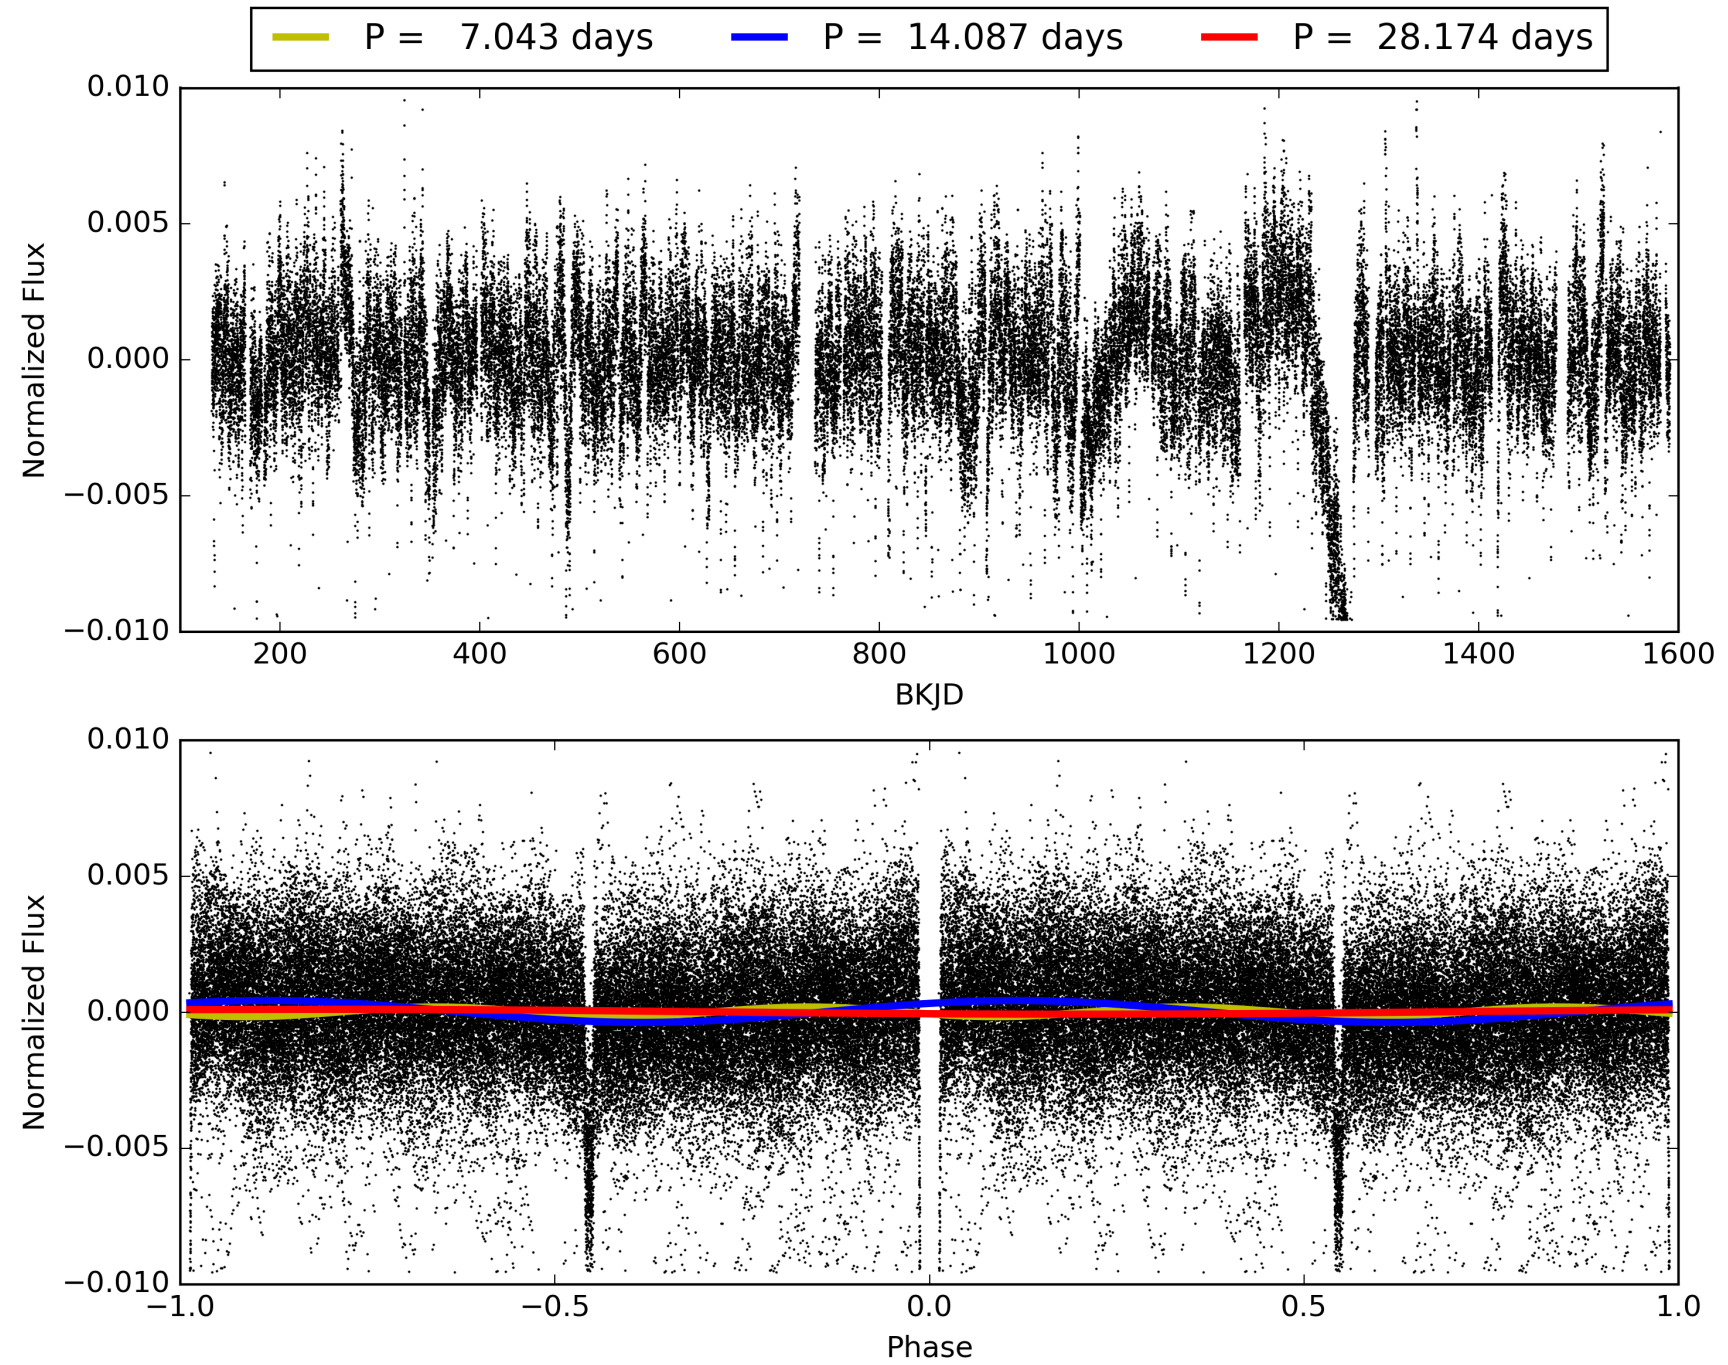 P = 7.043 days P = 14.087 days P = 28.174 days
0.010
0.005
0.000
−0.005
−0.010
Normalized Flux
200 400 600 800 1000 1200 1400 1600
BKJD
0.010
0.005
0.000
−0.005
−0.010
Normalized Flux
−1.0 −0.5 0.0 0.5 1.0
Phase